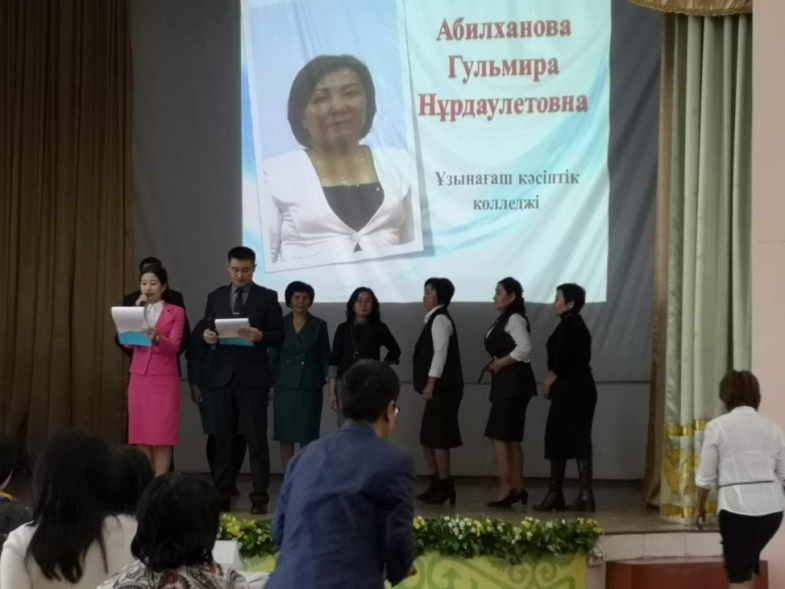 Абилханова
Гульмира
Нұрдаулетовна
Ұзынағаш кәсіптік
колледжі